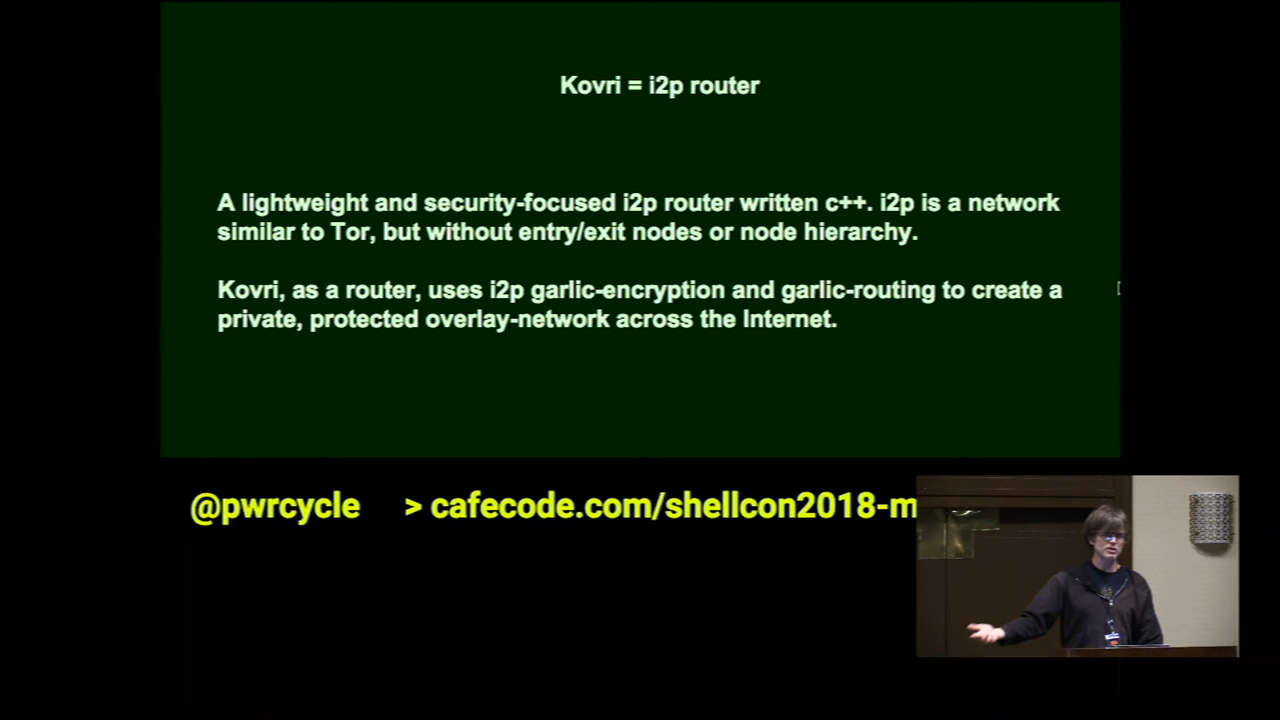 Kovri = i2p router
A lightweight and security-focused i2p router written c++. i2p is a network
similar to Tor, but without entry/exit nodes or node hierarchy.
Kovri, as a router, uses i2p garlic-encryption and garlic-routing to create a
private, protected overlay-network across the Internet.
@pwrcycle > cafecode.com/shellcon2018-m